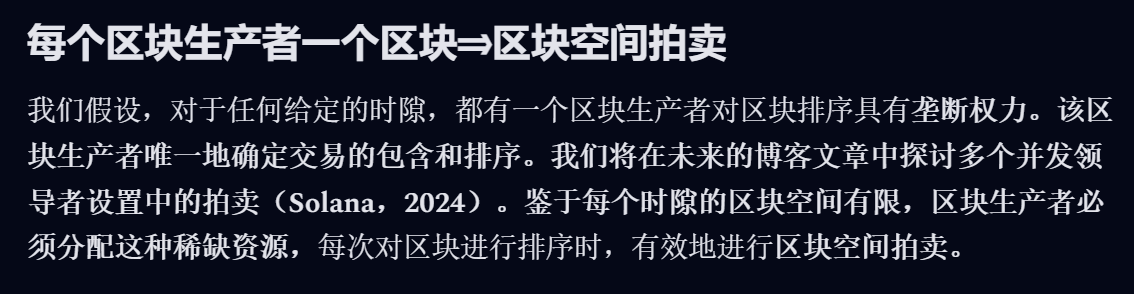 每个区块生产者一个区块⇒区块空间拍卖
我们假设，对于任何给定的时隙，都有一个区块生产者对区块排序具有垄断权力。该区
块生产者唯一地确定交易的包含和排序。我们将在未来的博客文章中探讨多个并发领
导者设置中的拍卖（Solana，2024）。鉴于每个时隙的区块空间有限，区块生产者必
须分配这种稀缺资源，每次对区块进行排序时，有效地进行区块空间拍卖。